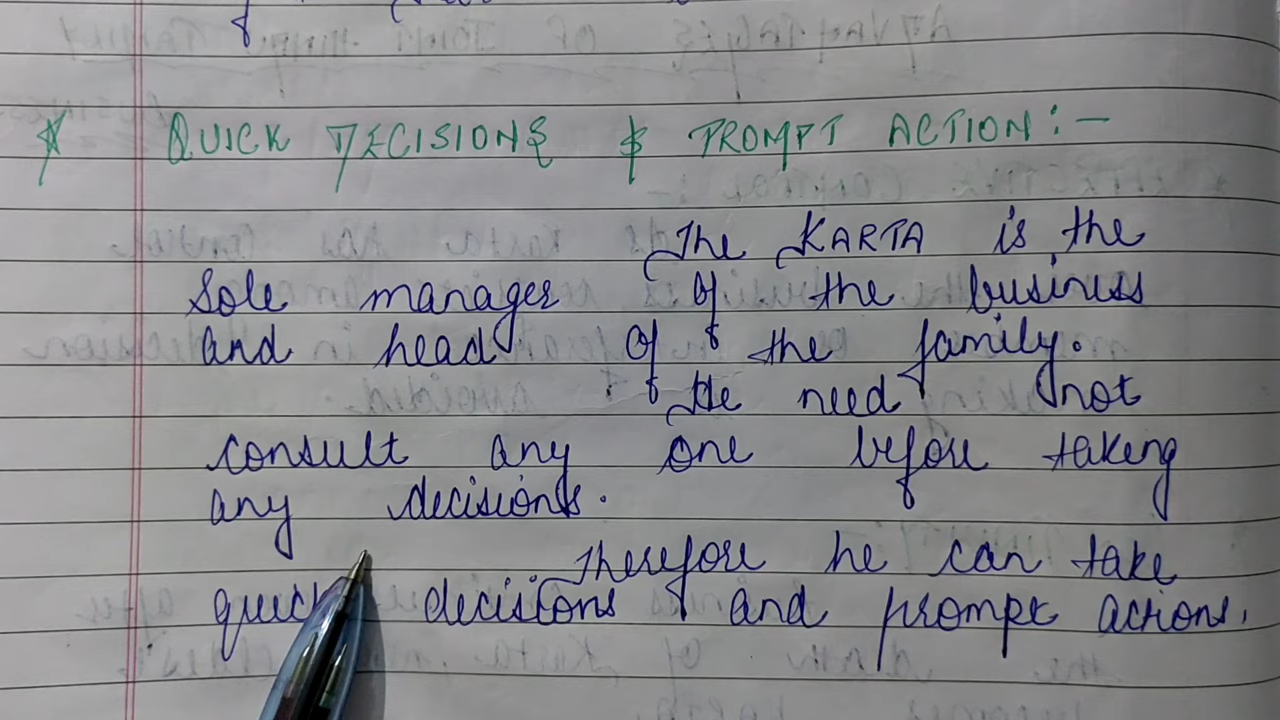 * QUICK DECISIONS & PROMPT ACTION:-
The KARTA is the
sole manager of the business
and head of the family.
He need not
consult any one before taking
any decisions.
Therefore he can take
quick decisions and prompt actions.